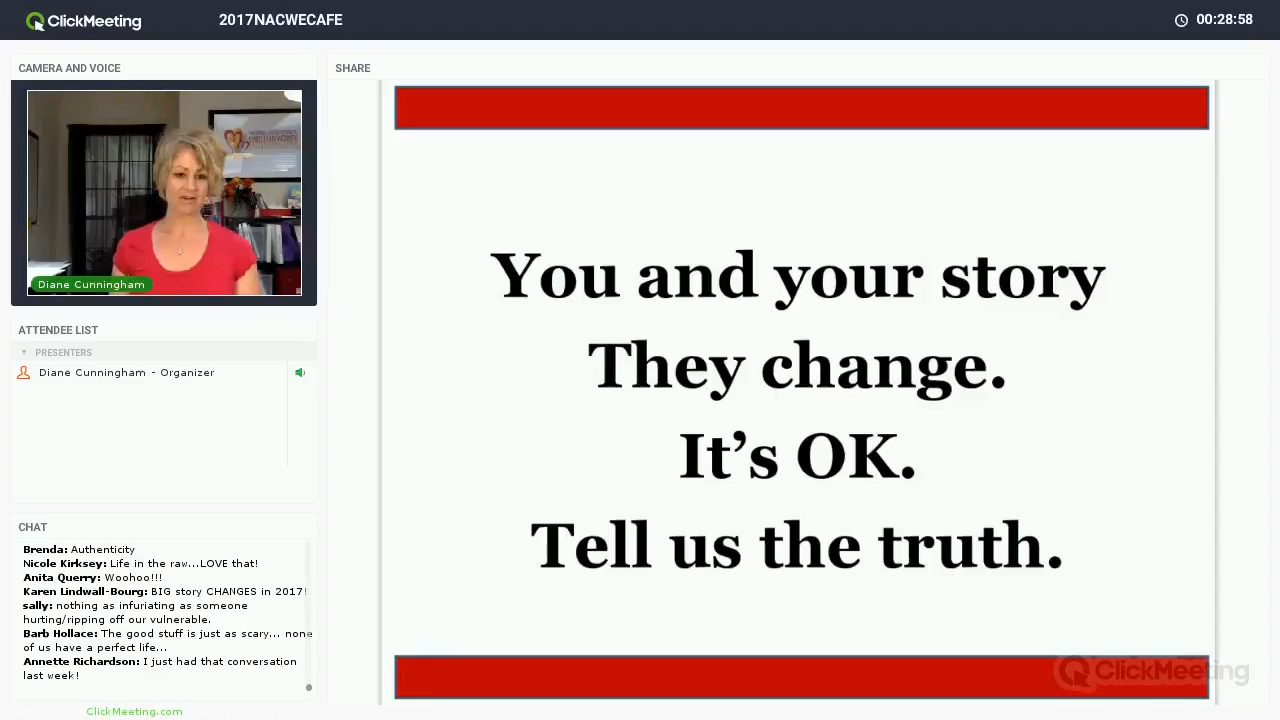 ClickMeeting
2017NACWECAFE
00:28:58
CAMERA AND VOICE
Diane Cunningham
ATTENDEE LIST
PRESENTERS
Diane Cunningham - Organizer
CHAT
Brenda: Authenticity
Nicole Kirksey: Life in the raw...LOVE that!
Anita Querry: Woohoo!!!
Karen Lindwall-Bourg: BIG story CHANGES in 2017!
sally: nothing as infuriating as someone
hurting/ripping off our vulnerable.
Barb Hollace: The good stuff is just as scary... none
of us have a perfect life...
Annette Richardson: I just had that conversation
last week!
ClickMeeting.com
SHARE
You and your story
They change.
It’s OK.
Tell us the truth.
ClickMeeting